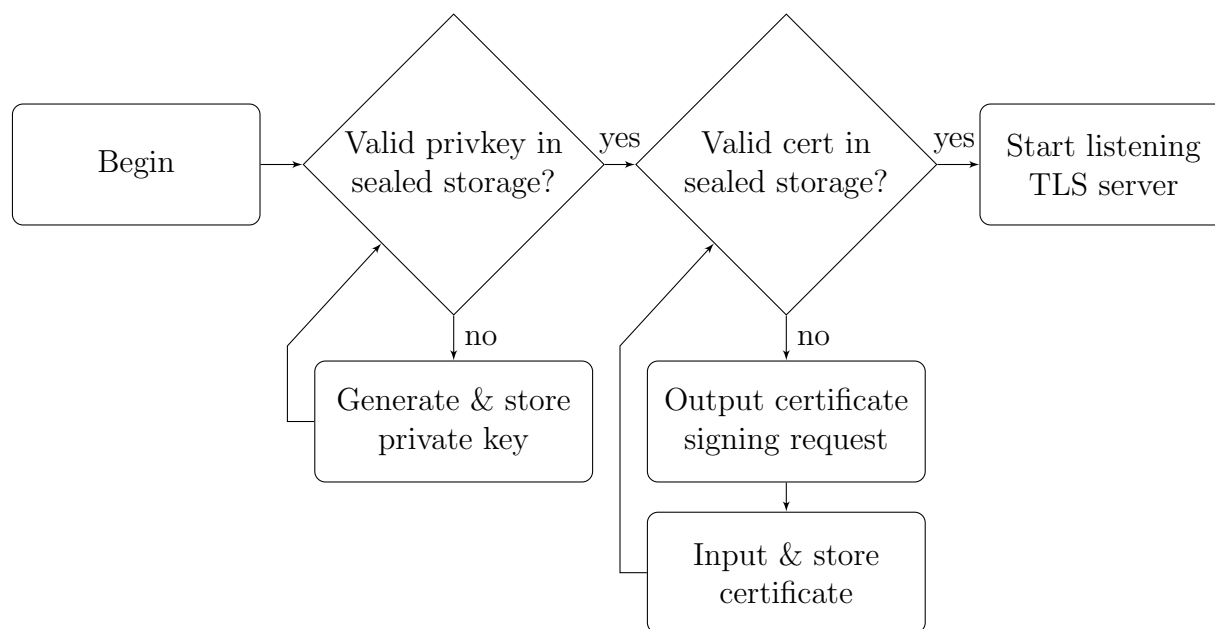 Begin
Valid privkey in
sealed storage?
yes
Valid cert in
sealed storage?
yes
Start listening
TLS server
no
Generate & store
private key
no
Output certificate
signing request
Input & store
certificate